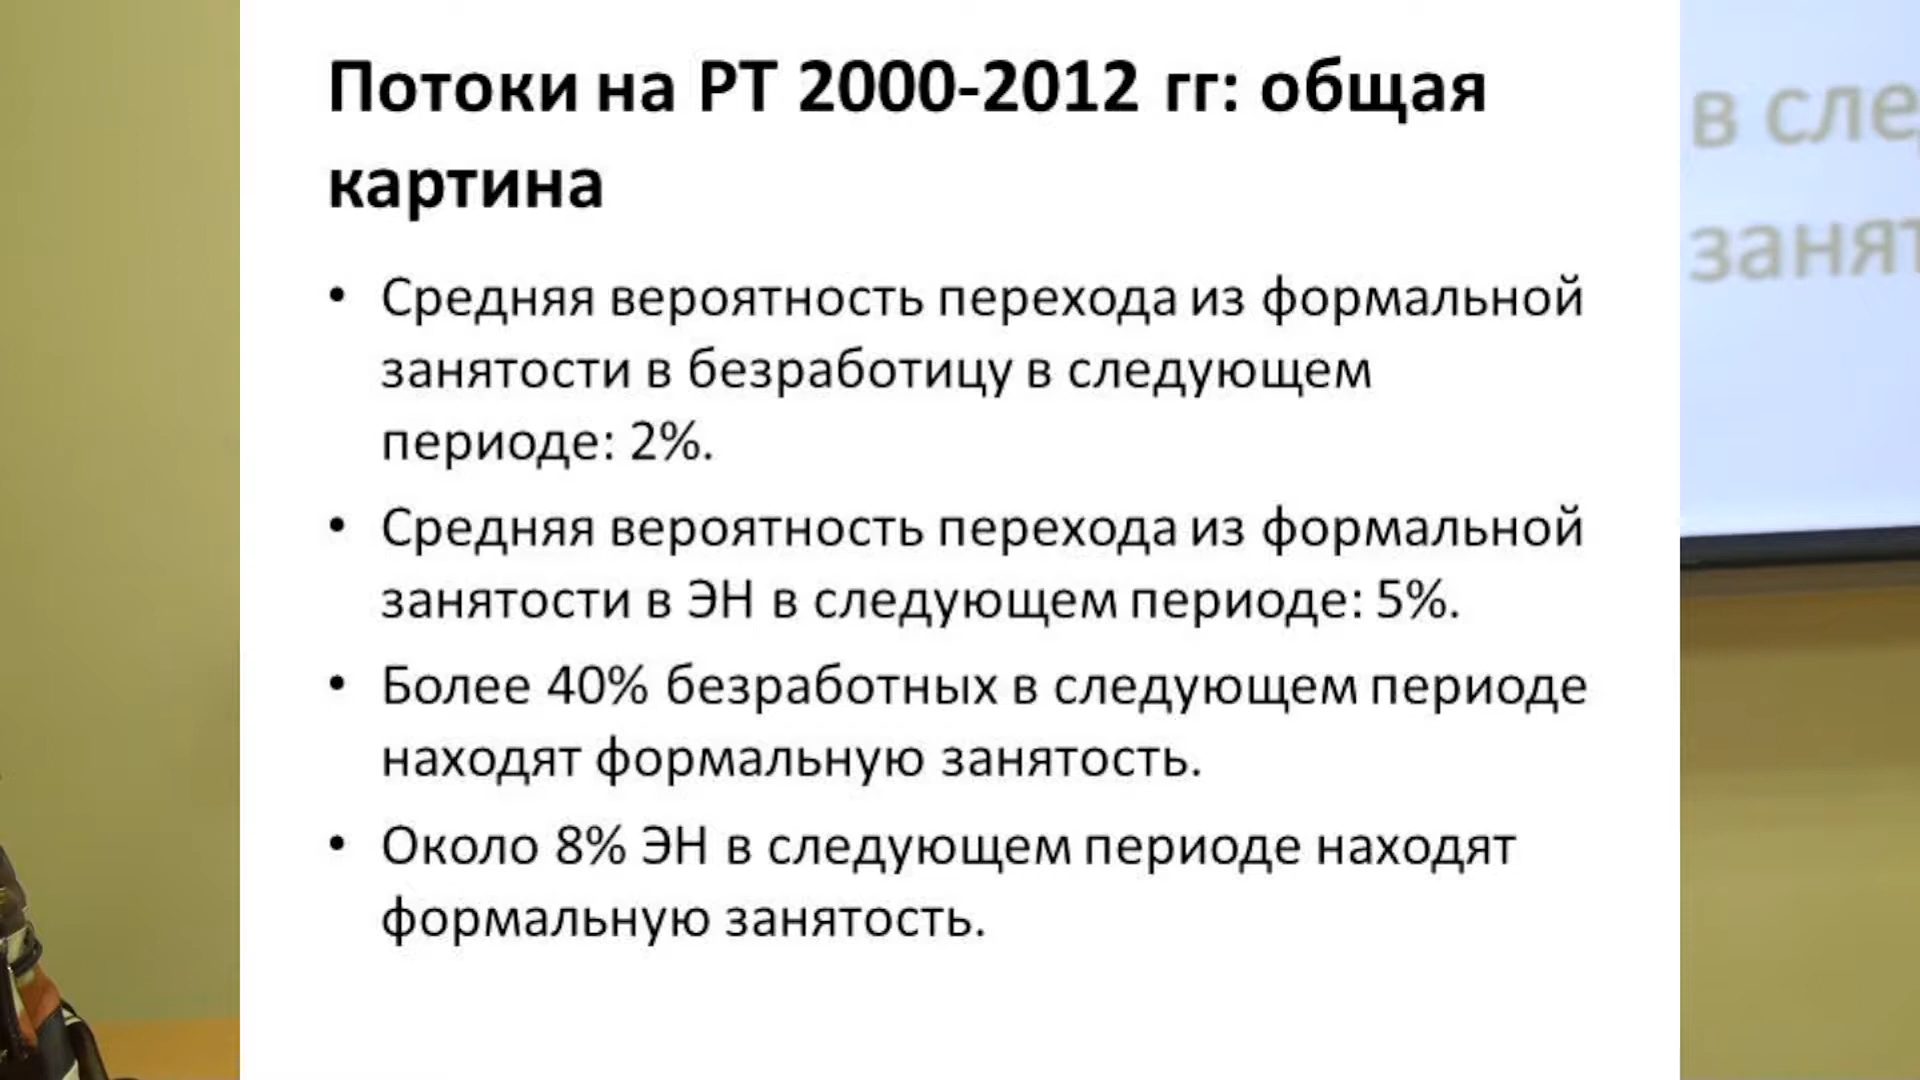 Потоки на РТ 2000-2012 гг: общая
картина
• Средняя вероятность перехода из формальной
занятости в безработицу в следующем
периоде: 2%.
• Средняя вероятность перехода из формальной
занятости в ЭН в следующем периоде: 5%.
• Более 40% безработных в следующем периоде
находят формальную занятость.
• Около 8% ЭН в следующем периоде находят
формальную занятость.
в